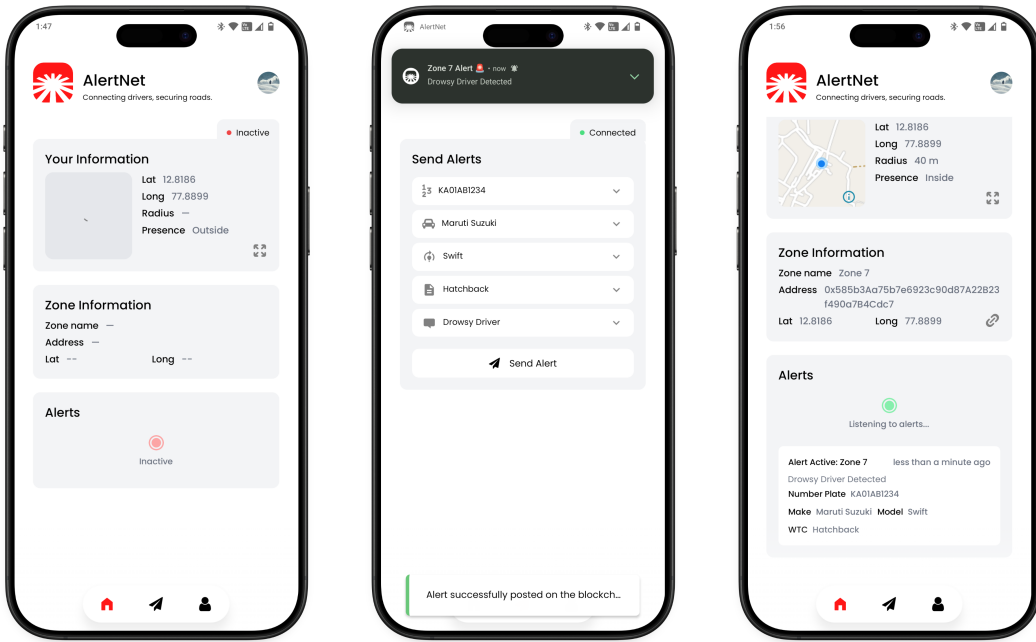 1:47
AlertNet
Connecting drivers, securing roads.
Inactive
Your Information
Lat 12.8186
Long 77.8899
Radius —
Presence Outside
Zone Information
Zone name —
Address —
Lat -- Long --
Alerts
Inactive
AlertNet
Zone 7 Alert 🚨 • now
Drowsy Driver Detected
Connected
Send Alerts
KA01AB1234
Maruti Suzuki
Swift
Hatchback
Drowsy Driver
Send Alert
Alert successfully posted on the blockch...
1:56
AlertNet
Connecting drivers, securing roads.
Lat 12.8186
Long 77.8899
Radius 40 m
Presence Inside
Zone Information
Zone name Zone 7
Address 0x585b3Aa75b7e6923c90d87A22B23
f490a7B4Cdc7
Lat 12.8186 Long 77.8899
Alerts
Listening to alerts...
Alert Active: Zone 7 less than a minute ago
Drowsy Driver Detected
Number Plate KA01AB1234
Make Maruti Suzuki Model Swift
WTC Hatchback